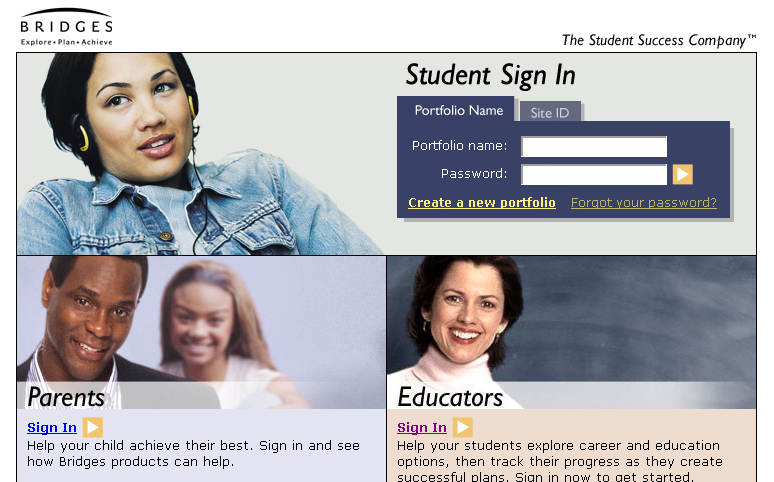 BRIDGES
Explore • Plan • Achieve
The Student Success Company™
Student Sign In
Portfolio Name
Site ID
Portfolio name:
Password:
Create a new portfolio
Forgot your password?
Parents
Sign In
Help your child achieve their best. Sign in and see
how Bridges products can help.
Educators
Sign In
Help your students explore career and education
options, then track their progress as they create
successful plans. Sign in now to get started.